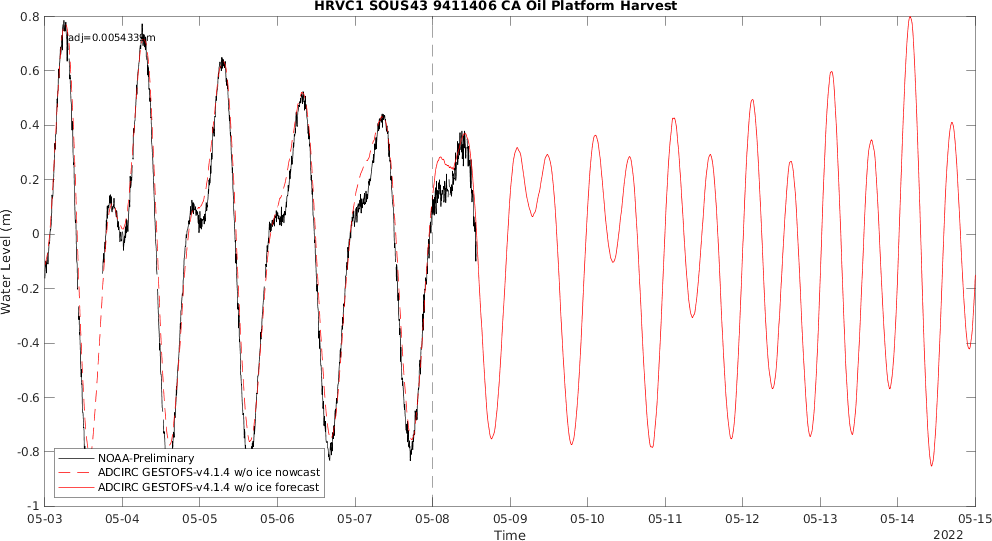 HRVC1 SOUS43 9411406 CA Oil Platform Harvest
adj=0.0054339m
Water Level (m)
0.8
0.6
0.4
0.2
0
-0.2
-0.4
-0.6
-0.8
-1
NOAA-Preliminary
ADCIRC GESTOFS-v4.1.4 w/o ice nowcast
ADCIRC GESTOFS-v4.1.4 w/o ice forecast
05-03 05-04 05-05 05-06 05-07 05-08 05-09 05-10 05-11 05-12 05-13 05-14 05-15
Time
2022